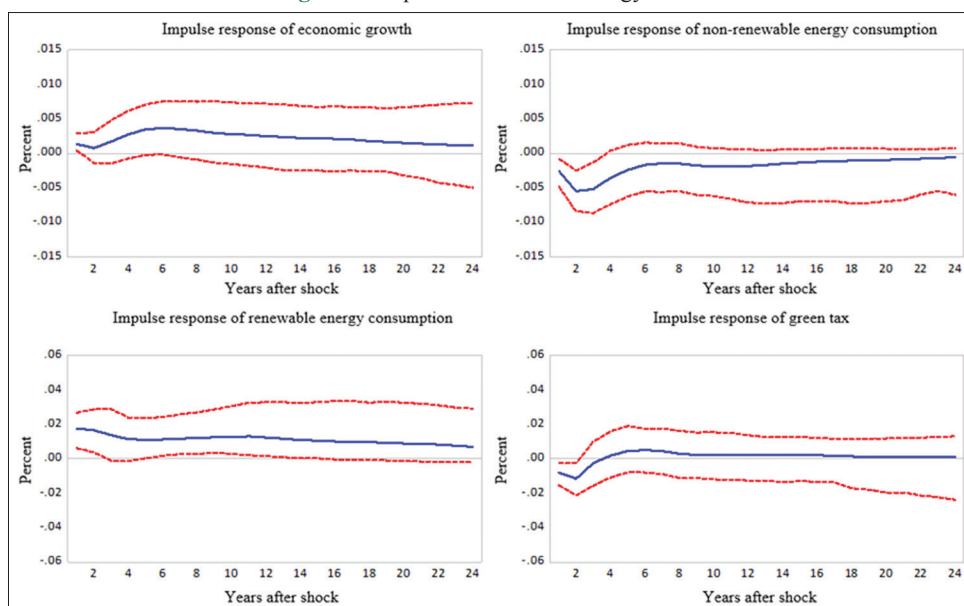 Impulse response of economic growth
.015
.010
.005
.000
-.005
-.010
-.015
Percent
2 4 6 8 10 12 14 16 18 20 22 24
Years after shock
Impulse response of non-renewable energy consumption
.015
.010
.005
.000
-.005
-.010
-.015
Percent
2 4 6 8 10 12 14 16 18 20 22 24
Years after shock
Impulse response of renewable energy consumption
.06
.04
.02
.00
-.02
-.04
-.06
Percent
2 4 6 8 10 12 14 16 18 20 22 24
Years after shock
Impulse response of green tax
.06
.04
.02
.00
-.02
-.04
-.06
Percent
2 4 6 8 10 12 14 16 18 20 22 24
Years after shock